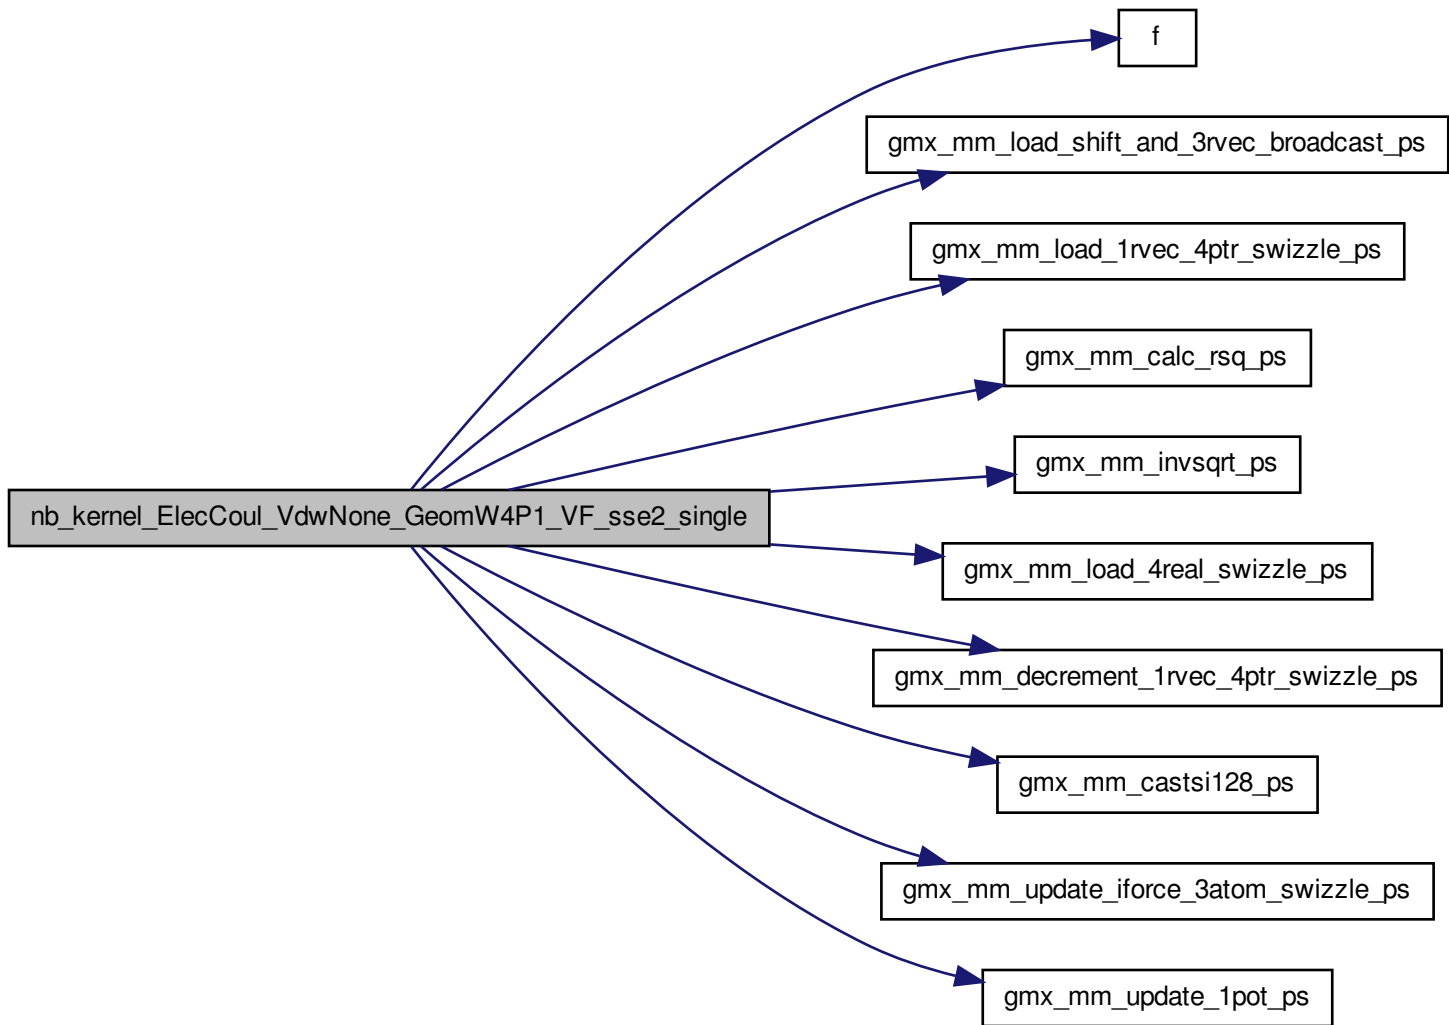 f
gmx_mm_load_shift_and_3rvec_broadcast_ps
gmx_mm_load_1rvec_4ptr_swizzle_ps
gmx_mm_calc_rsq_ps
gmx_mm_invsqrt_ps
nb_kernel_ElecCoul_VdwNone_GeomW4P1_VF_sse2_single
gmx_mm_load_4real_swizzle_ps
gmx_mm_decrement_1rvec_4ptr_swizzle_ps
gmx_mm_castsi128_ps
gmx_mm_update_iforce_3atom_swizzle_ps
gmx_mm_update_1pot_ps